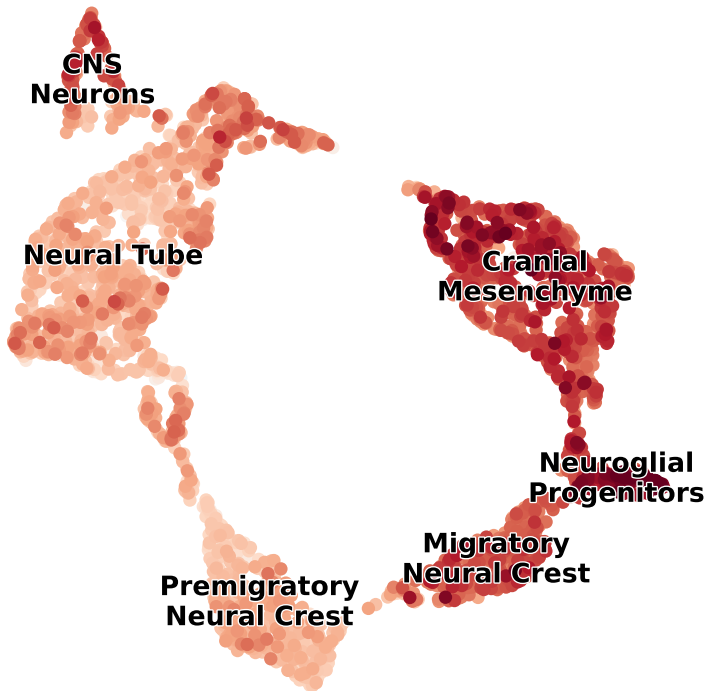 CNS
Neurons
Neural Tube
Cranial
Mesenchyme
Neuroglial
Progenitors
Migratory
Neural Crest
Premigratory
Neural Crest